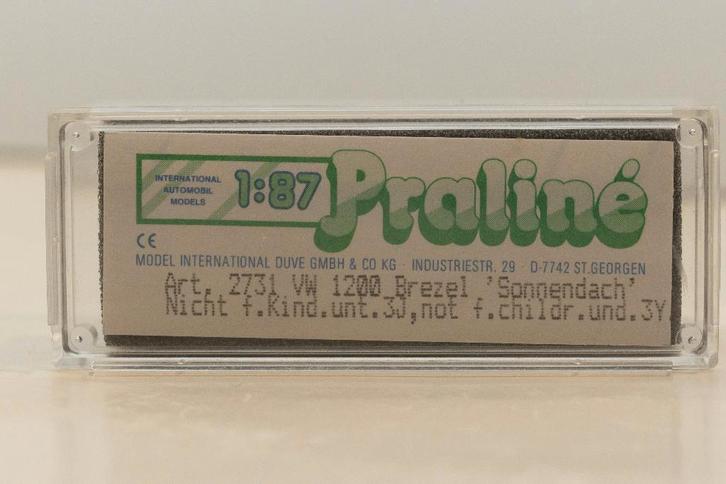 INTERNATIONAL
AUTOMOBIL
MODELS
1:87 Praliné
CE
MODEL INTERNATIONAL DUVE GMBH & CO KG · INDUSTRIESTR. 29 · D-7742 ST.GEORGEN
Art. 2731 VW 1200 Brezel 'Sonnendach'
Nicht f.Kind.unt.3J,not f.childr.und.3Y